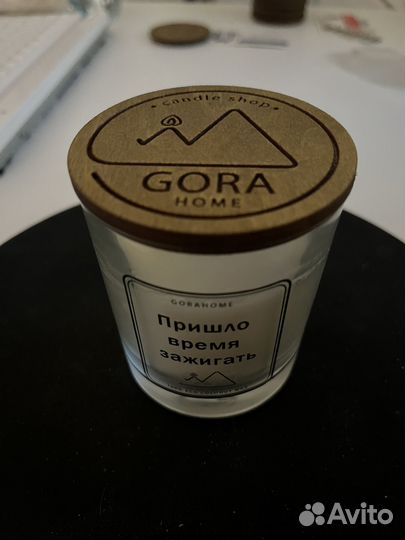 • candle shop •
GORA
HOME
GORAHOME
Пришло
время
зажигать
Avito